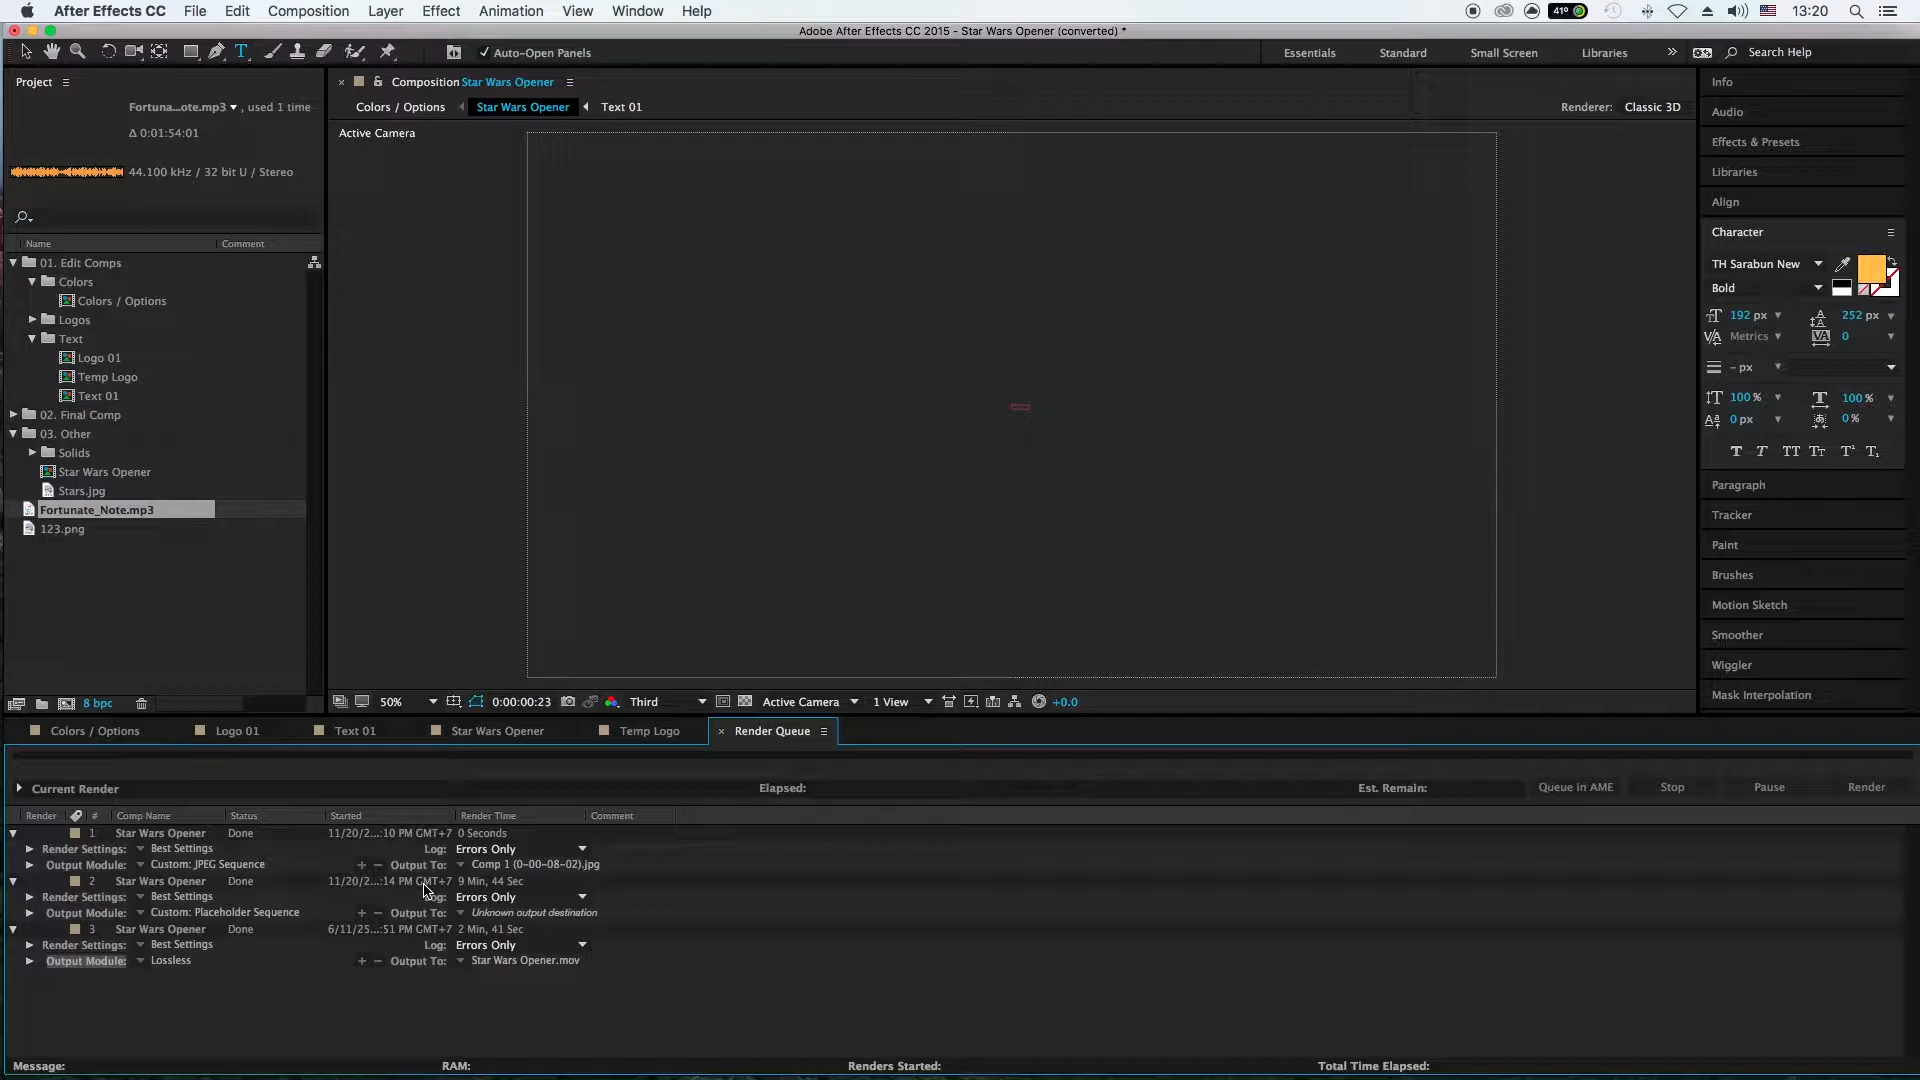 After Effects CC File Edit Composition Layer Effect Animation View Window Help 41° 13:20
Adobe After Effects CC 2015 - Star Wars Opener (converted) *
Auto-Open Panels Essentials Standard Small Screen Libraries » Search Help
Project
Fortuna...ote.mp3 ▼ , used 1 time
Δ 0:01:54:01
44.100 kHz / 32 bit U / Stereo
Name Comment
01. Edit Comps
Colors
Colors / Options
Logos
Text
Logo 01
Temp Logo
Text 01
02. Final Comp
03. Other
Solids
Star Wars Opener
Stars.jpg
Fortunate_Note.mp3
123.png
8 bpc
× Composition Star Wars Opener
Colors / Options Star Wars Opener Text 01 Renderer: Classic 3D
Active Camera
50% 0:00:00:23 Third Active Camera 1 View +0.0
Info
Audio
Effects & Presets
Libraries
Align
Character
TH Sarabun New
Bold
192 px 252 px
Metrics 0
- px
100 % 100 %
0 px 0 %
T T TT Tт T¹ T₁
Paragraph
Tracker
Paint
Brushes
Motion Sketch
Smoother
Wiggler
Mask Interpolation
Colors / Options Logo 01 Text 01 Star Wars Opener Temp Logo × Render Queue
Current Render Elapsed: Est. Remain: Queue in AME Stop Pause Render
Render # Comp Name Status Started Render Time Comment
1 Star Wars Opener Done 11/20/2...:10 PM GMT+7 0 Seconds
Render Settings: Best Settings Log: Errors Only
Output Module: Custom: JPEG Sequence + − Output To: Comp 1 (0-00-08-02).jpg
2 Star Wars Opener Done 11/20/2...:14 PM GMT+7 9 Min, 44 Sec
Render Settings: Best Settings Log: Errors Only
Output Module: Custom: Placeholder Sequence + − Output To: Unknown output destination
3 Star Wars Opener Done 6/11/25...:51 PM GMT+7 2 Min, 41 Sec
Render Settings: Best Settings Log: Errors Only
Output Module: Lossless + − Output To: Star Wars Opener.mov
Message: RAM: Renders Started: Total Time Elapsed: